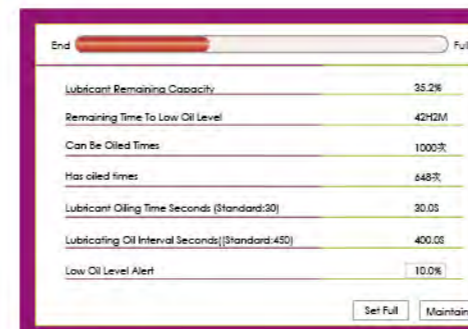 End Full
Lubricant Remaining Capacity 35.2%
Remaining Time To Low Oil Level 42H2M
Can Be Oiled Times 1000次
Has oiled times 648次
Lubricant Oiling Time Seconds (Standard:30) 30.0S
Lubricating Oil Interval Seconds((Standard:450) 400.0S
Low Oil Level Alert 10.0%
Set Full Maintain